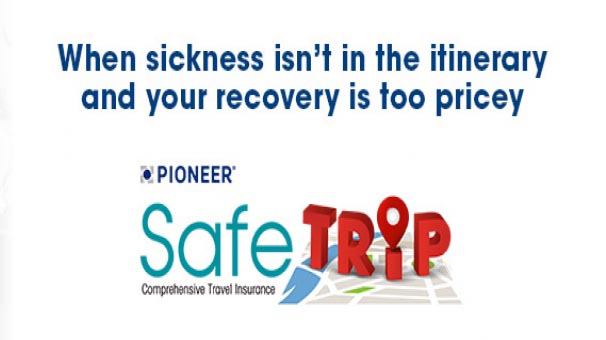 When sickness isn't in the itinerary
and your recovery is too pricey
PIONEER®
Safe TRIP
Comprehensive Travel Insurance